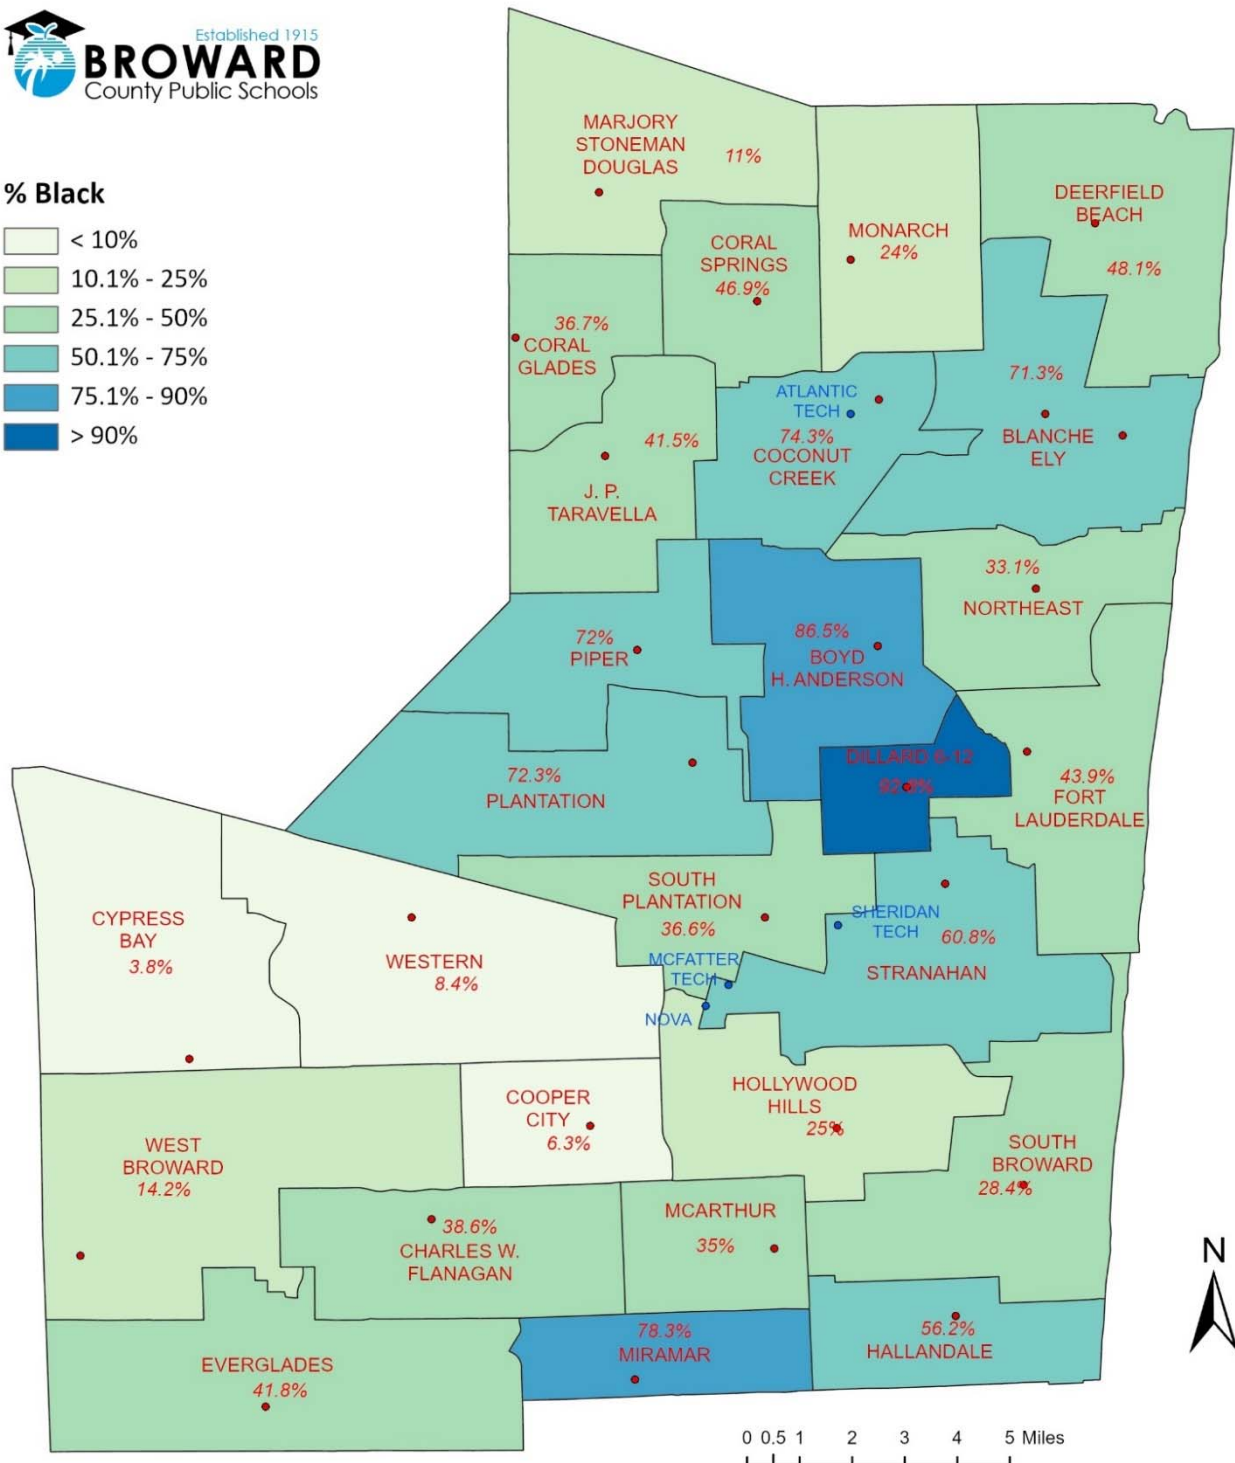 Established 1915
BROWARD
County Public Schools
% Black
< 10%
10.1% - 25%
25.1% - 50%
50.1% - 75%
75.1% - 90%
> 90%
MARJORY
STONEMAN
DOUGLAS
11%
MONARCH
24%
DEERFIELD
BEACH
48.1%
CORAL
SPRINGS
46.9%
36.7%
CORAL
GLADES
ATLANTIC
TECH
74.3%
COCONUT
CREEK
71.3%
BLANCHE
ELY
41.5%
J. P.
TARAVELLA
33.1%
NORTHEAST
72%
PIPER
86.5%
BOYD
H. ANDERSON
72.3%
PLANTATION
DILLARD 6-12
43.9%
FORT
LAUDERDALE
SOUTH
PLANTATION
36.6%
CYPRESS
BAY
3.8%
WESTERN
8.4%
SHERIDAN
TECH
60.8%
STRANAHAN
MCFATTER
TECH
NOVA
HOLLYWOOD
HILLS
25%
COOPER
CITY
6.3%
WEST
BROWARD
14.2%
SOUTH
BROWARD
28.4%
38.6%
CHARLES W.
FLANAGAN
MCARTHUR
35%
78.3%
MIRAMAR
56.2%
HALLANDALE
EVERGLADES
41.8%
N
0 0.5 1 2 3 4 5 Miles